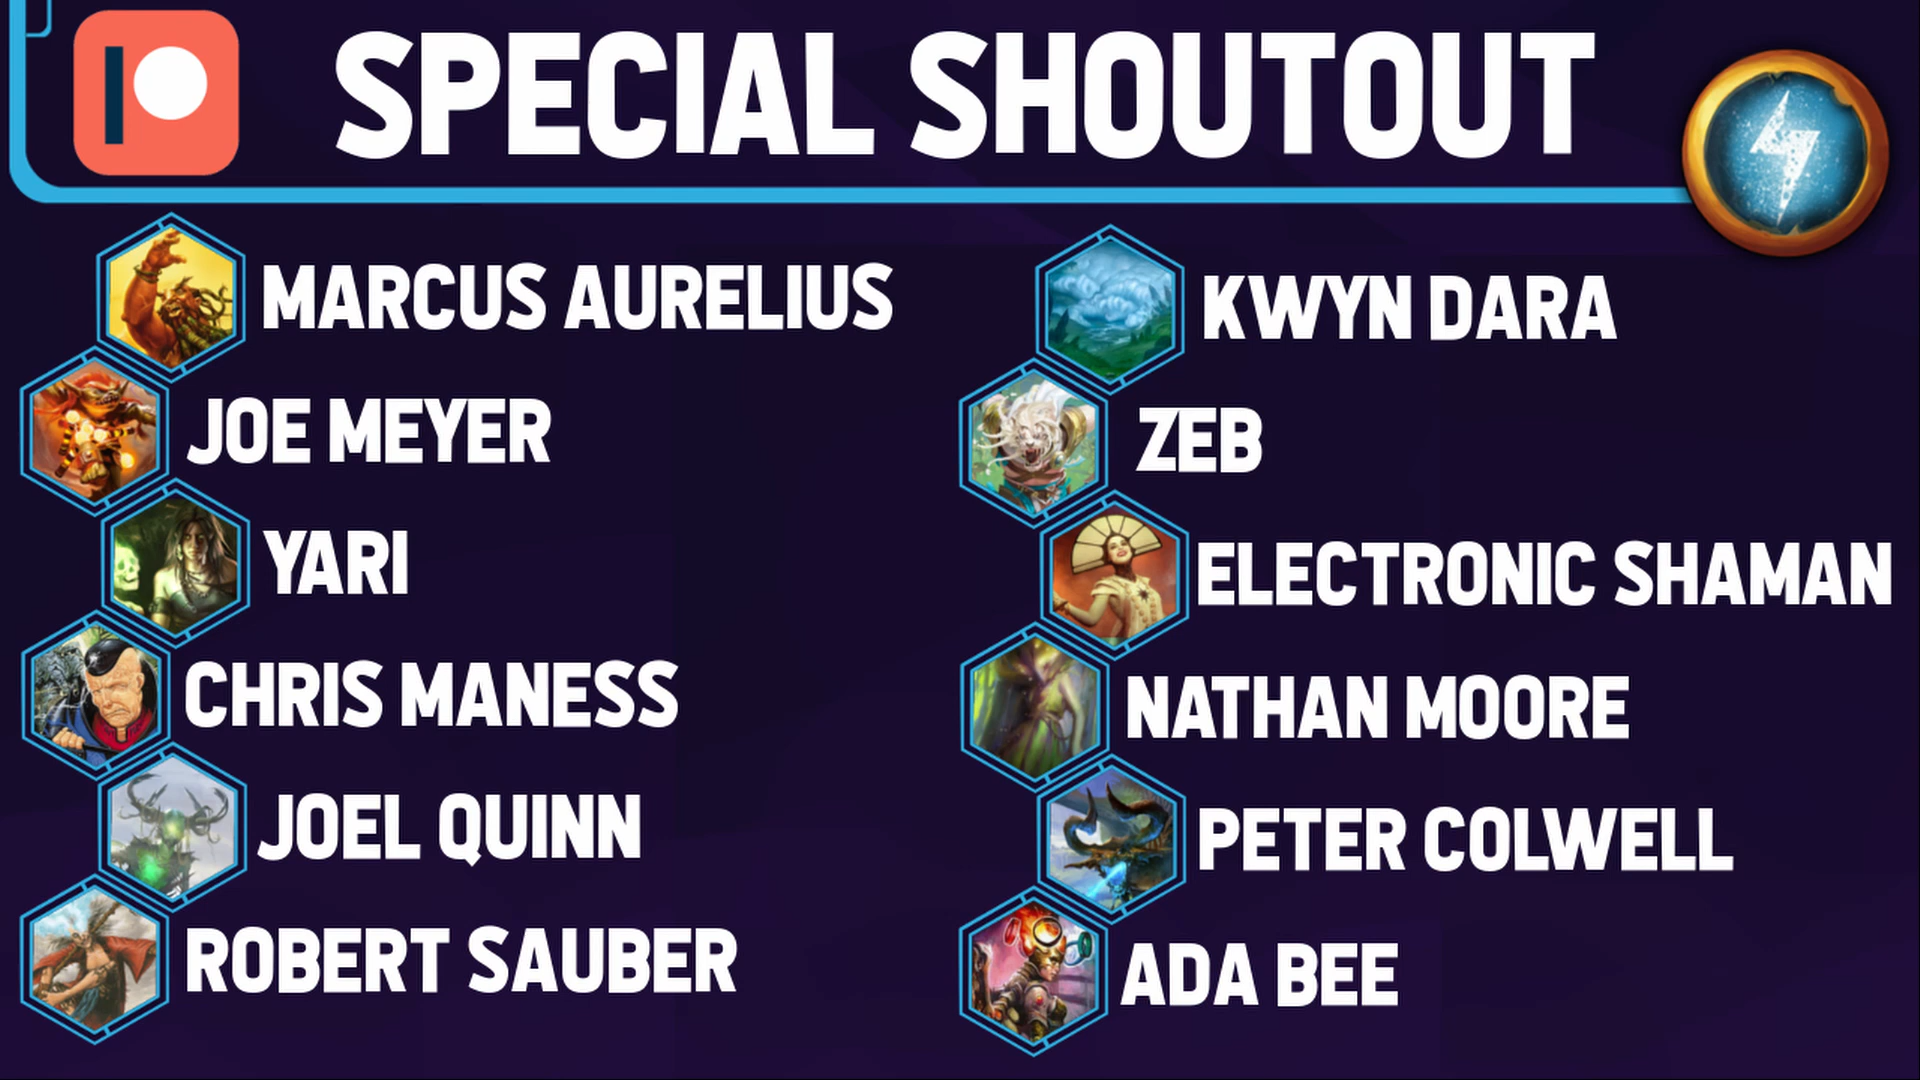 SPECIAL SHOUTOUT
MARCUS AURELIUS
JOE MEYER
YARI
CHRIS MANESS
JOEL QUINN
ROBERT SAUBER
KWYN DARA
ZEB
ELECTRONIC SHAMAN
NATHAN MOORE
PETER COLWELL
ADA BEE